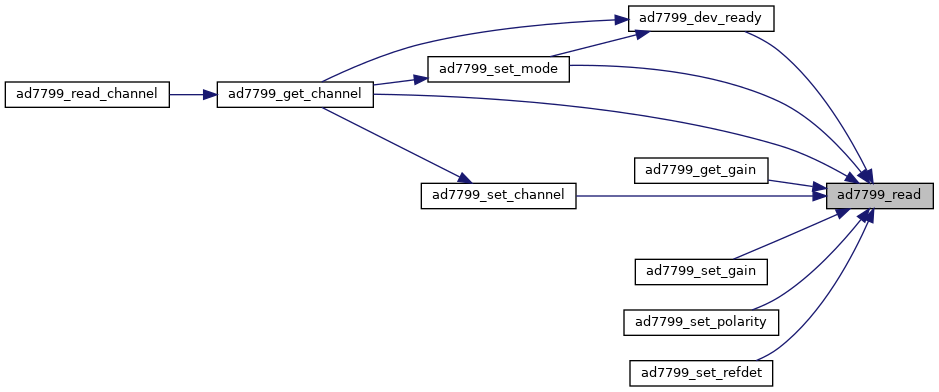 ad7799_dev_ready
ad7799_set_mode
ad7799_read_channel
ad7799_get_channel
ad7799_get_gain
ad7799_set_channel
ad7799_read
ad7799_set_gain
ad7799_set_polarity
ad7799_set_refdet